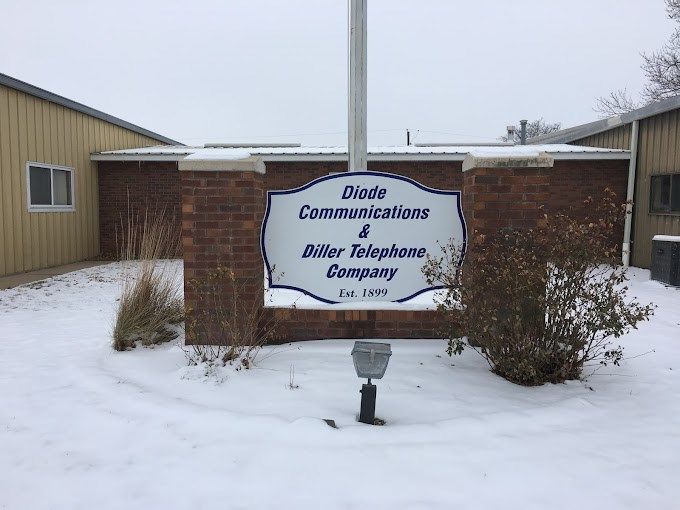 Diode
Communications
&
Diller Telephone
Company
Est. 1899